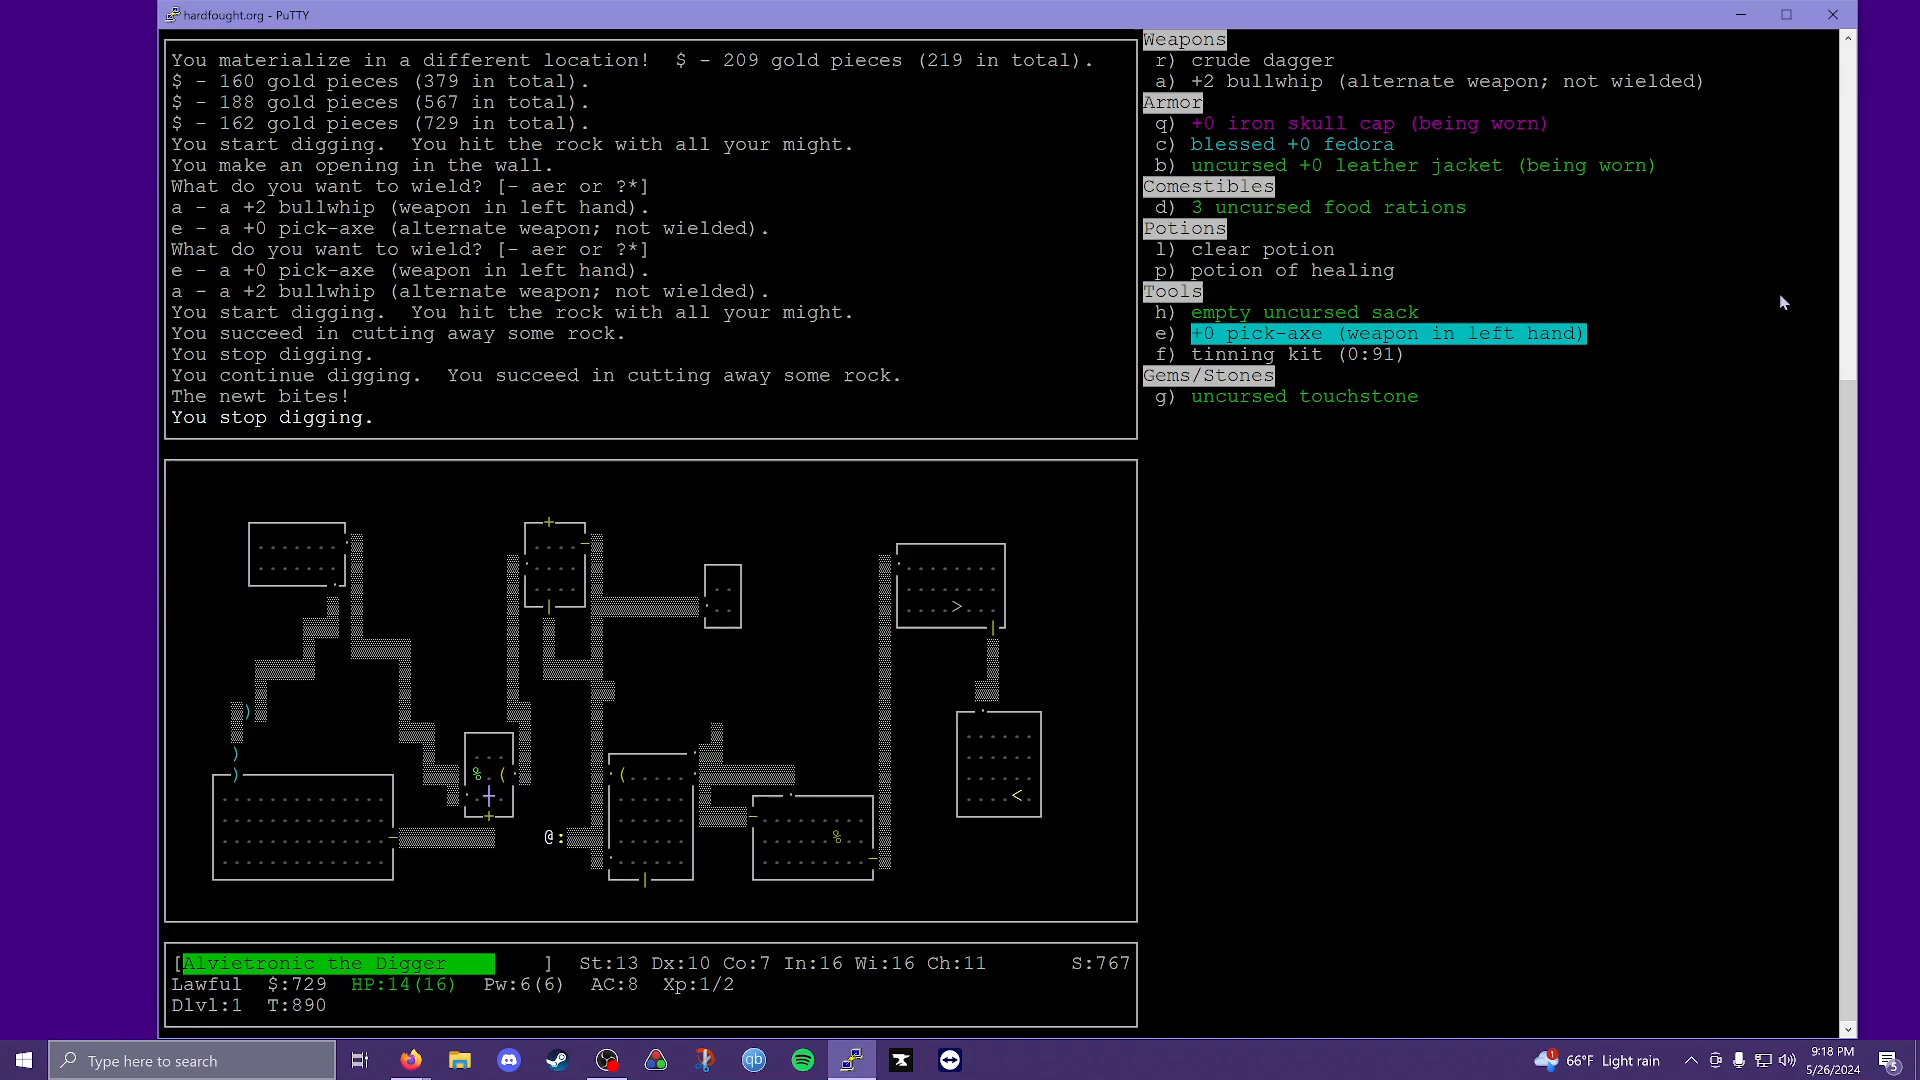 hardfought.org - PuTTY
You materialize in a different location!  $ - 209 gold pieces (219 in total).
$ - 160 gold pieces (379 in total).
$ - 188 gold pieces (567 in total).
$ - 162 gold pieces (729 in total).
You start digging.  You hit the rock with all your might.
You make an opening in the wall.
What do you want to wield? [- aer or ?*]
a - a +2 bullwhip (weapon in left hand).
e - a +0 pick-axe (alternate weapon; not wielded).
What do you want to wield? [- aer or ?*]
e - a +0 pick-axe (weapon in left hand).
a - a +2 bullwhip (alternate weapon; not wielded).
You start digging.  You hit the rock with all your might.
You succeed in cutting away some rock.
You stop digging.
You continue digging.  You succeed in cutting away some rock.
The newt bites!
You stop digging.
Weapons
r) crude dagger
a) +2 bullwhip (alternate weapon; not wielded)
Armor
q) +0 iron skull cap (being worn)
c) blessed +0 fedora
b) uncursed +0 leather jacket (being worn)
Comestibles
d) 3 uncursed food rations
Potions
l) clear potion
p) potion of healing
Tools
h) empty uncursed sack
e) +0 pick-axe (weapon in left hand)
f) tinning kit (0:91)
Gems/Stones
g) uncursed touchstone
[Alvietronic the Digger ] St:13 Dx:10 Co:7 In:16 Wi:16 Ch:11 S:767
Lawful $:729 HP:14(16) Pw:6(6) AC:8 Xp:1/2
Dlvl:1 T:890
Type here to search
66°F Light rain
9:18 PM
5/26/2024
5